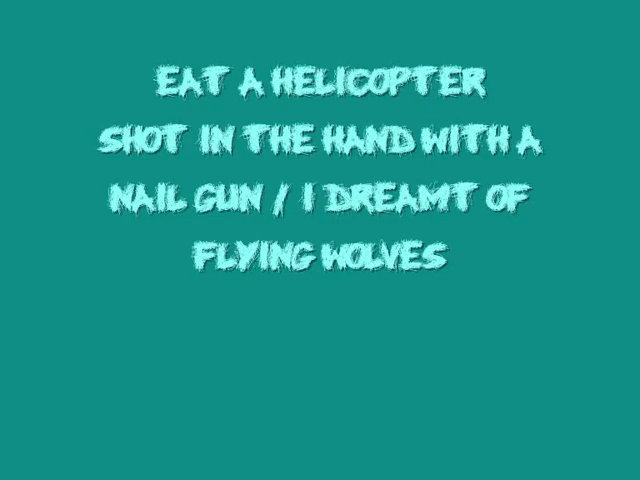 EAT A HELICOPTER
SHOT IN THE HAND WITH A
NAIL GUN / I DREAMT OF
FLYING WOLVES